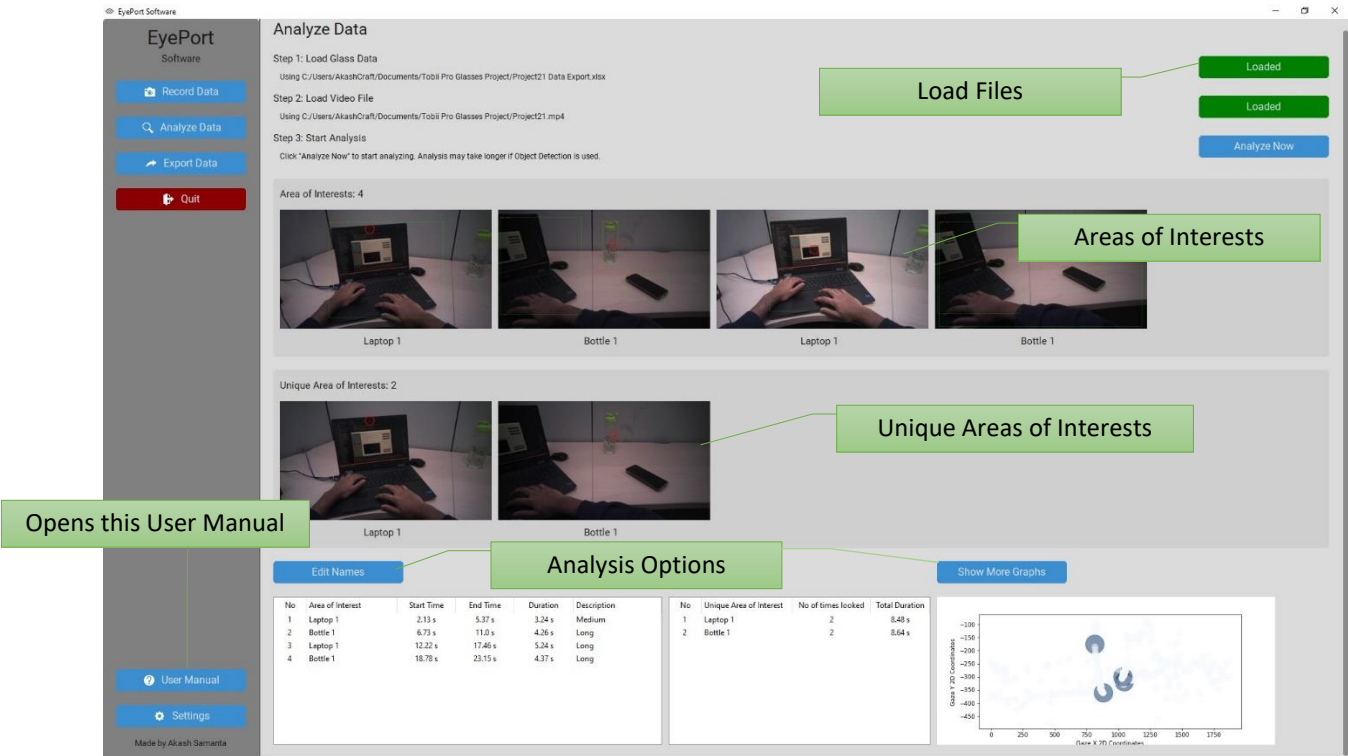 EyePort Software
EyePort
Software
Record Data
Analyze Data
Export Data
Quit
Analyze Data
Step 1: Load Glass Data
Using C:/Users/AkashCraft/Documents/Tobii Pro Glasses Project/Project21 Data Export.xlsx
Loaded
Load Files
Step 2: Load Video File
Using C:/Users/AkashCraft/Documents/Tobii Pro Glasses Project/Project21.mp4
Loaded
Step 3: Start Analysis
Click "Analyze Now" to start analyzing. Analysis may take longer if Object Detection is used.
Analyze Now
Area of Interests: 4
Areas of Interests
Laptop 1 Bottle 1 Laptop 1 Bottle 1
Unique Area of Interests: 2
Unique Areas of Interests
Laptop 1 Bottle 1
Opens this User Manual
Analysis Options
Edit Names
Show More Graphs
No Area of Interest Start Time End Time Duration Description
1 Laptop 1 2.13 s 5.37 s 3.24 s Medium
2 Bottle 1 6.73 s 11.0 s 4.26 s Long
3 Laptop 1 12.22 s 17.46 s 5.24 s Long
4 Bottle 1 18.78 s 23.15 s 4.37 s Long
No Unique Area of Interest No of times looked Total Duration
1 Laptop 1 2 8.48 s
2 Bottle 1 2 8.64 s
Gaza Y 2D Coordinates
-100
-150
-200
-250
-300
-350
-400
-450
0 250 500 750 1000 1250 1500 1750
Gaze X 2D Coordinates
User Manual
Settings
Made by Akash Samanta